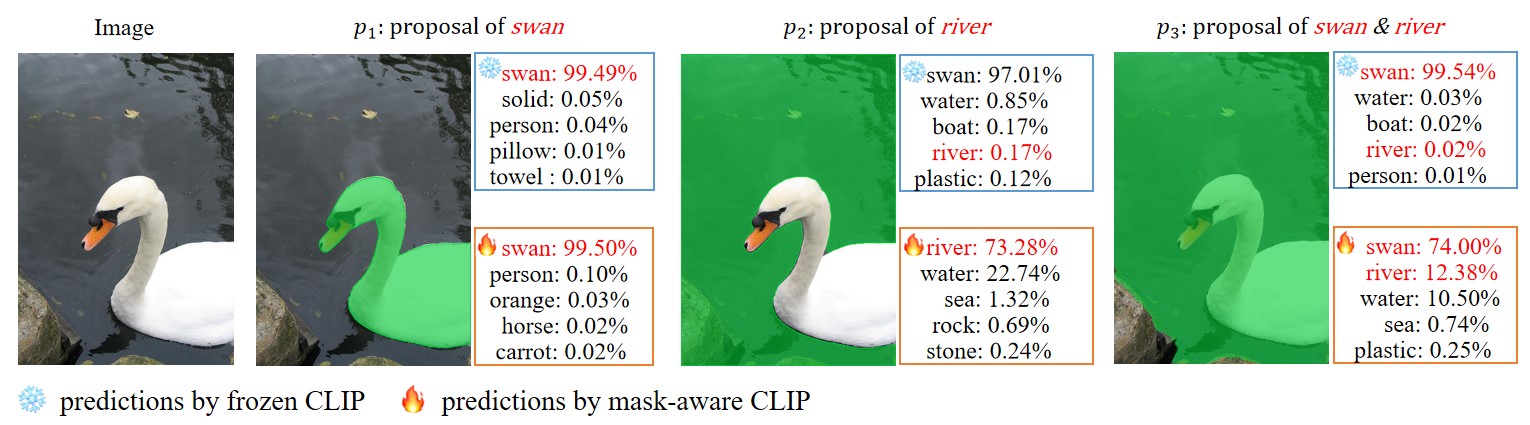 Image
p₁: proposal of swan
p₂: proposal of river
p₃: proposal of swan & river
swan: 99.49%
solid: 0.05%
person: 0.04%
pillow: 0.01%
towel : 0.01%
swan: 99.50%
person: 0.10%
orange: 0.03%
horse: 0.02%
carrot: 0.02%
swan: 97.01%
water: 0.85%
boat: 0.17%
river: 0.17%
plastic: 0.12%
river: 73.28%
water: 22.74%
sea: 1.32%
rock: 0.69%
stone: 0.24%
swan: 99.54%
water: 0.03%
boat: 0.02%
river: 0.02%
person: 0.01%
swan: 74.00%
river: 12.38%
water: 10.50%
sea: 0.74%
plastic: 0.25%
predictions by frozen CLIP
predictions by mask-aware CLIP